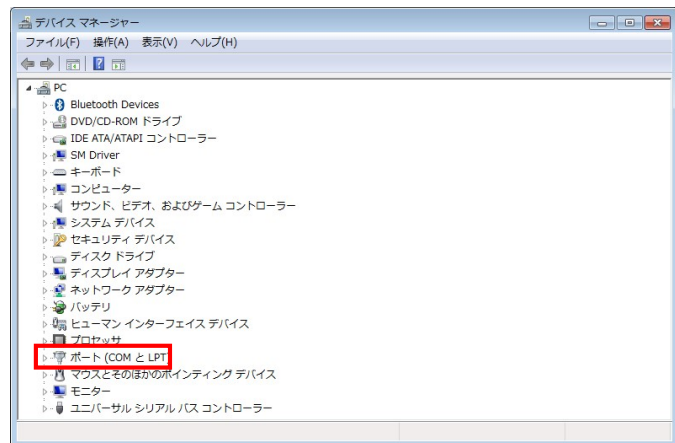 デバイス マネージャー
ファイル(F) 操作(A) 表示(V) ヘルプ(H)
PC
Bluetooth Devices
DVD/CD-ROM ドライブ
IDE ATA/ATAPI コントローラー
SM Driver
キーボード
コンピューター
サウンド、ビデオ、およびゲーム コントローラー
システム デバイス
セキュリティ デバイス
ディスク ドライブ
ディスプレイ アダプター
ネットワーク アダプター
バッテリ
ヒューマン インターフェイス デバイス
プロセッサ
ポート (COM と LPT
マウスとそのほかのポインティング デバイス
モニター
ユニバーサル シリアル バス コントローラー